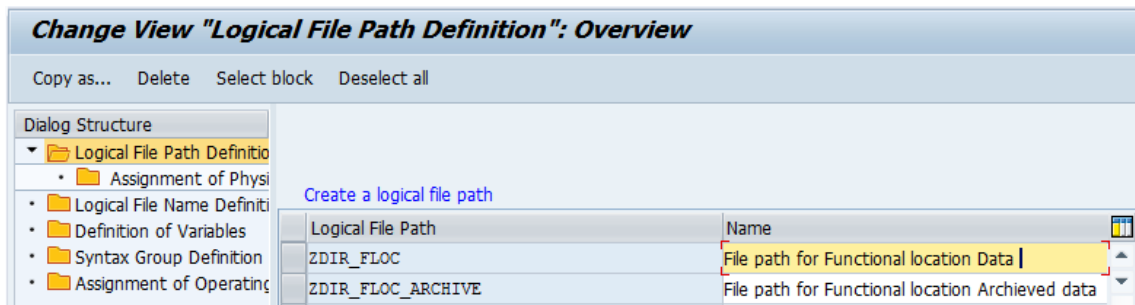 Change View "Logical File Path Definition": Overview
Copy as... Delete Select block Deselect all
Dialog Structure
Logical File Path Definitio
Assignment of Physi
Logical File Name Definiti
Definition of Variables
Syntax Group Definition
Assignment of Operating
Create a logical file path
Logical File Path Name
ZDIR_FLOC File path for Functional location Data
ZDIR_FLOC_ARCHIVE File path for Functional location Archieved data